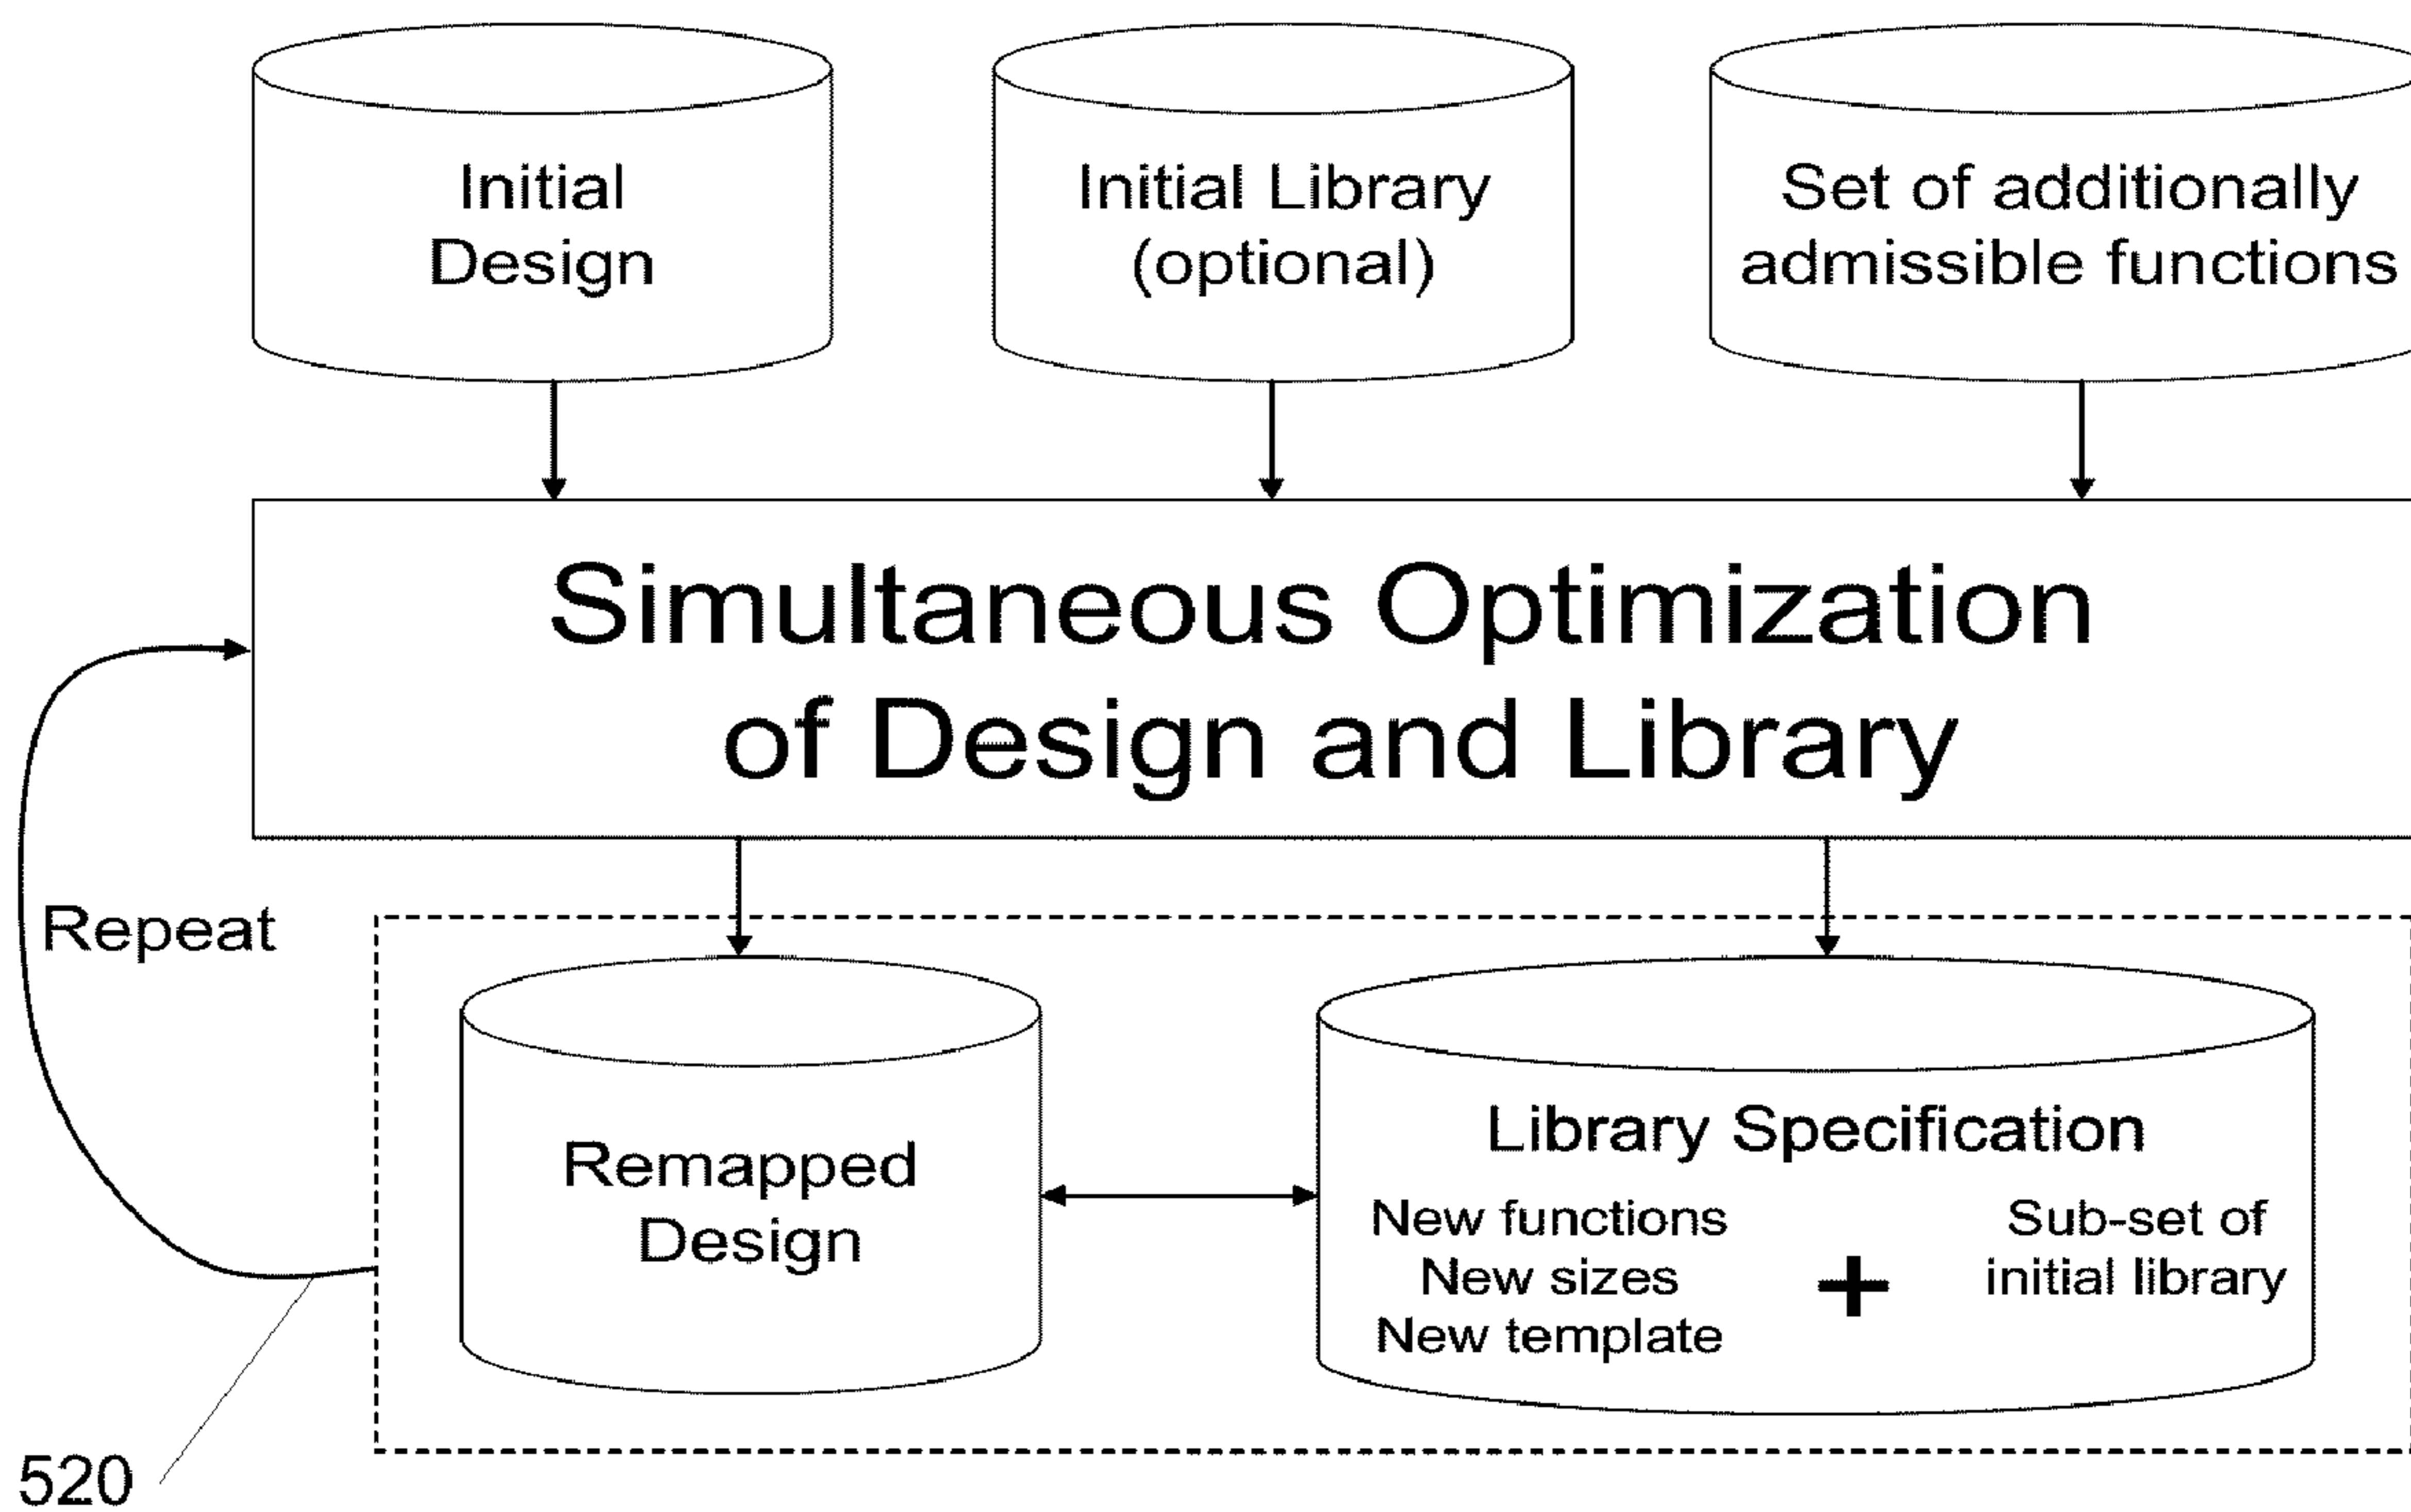 Initial
Design
Initial Library
(optional)
Set of additionally
admissible functions
Simultaneous Optimization
of Design and Library
Repeat
Remapped
Design
Library Specification
New functions
New sizes
New template
+
Sub-set of
initial library
520